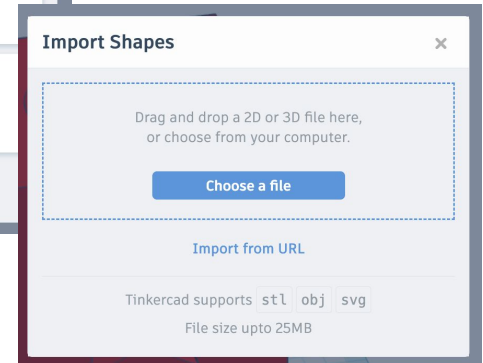 Import Shapes
Drag and drop a 2D or 3D file here,
or choose from your computer.
Choose a file
Import from URL
Tinkercad supports stl obj svg
File size upto 25MB